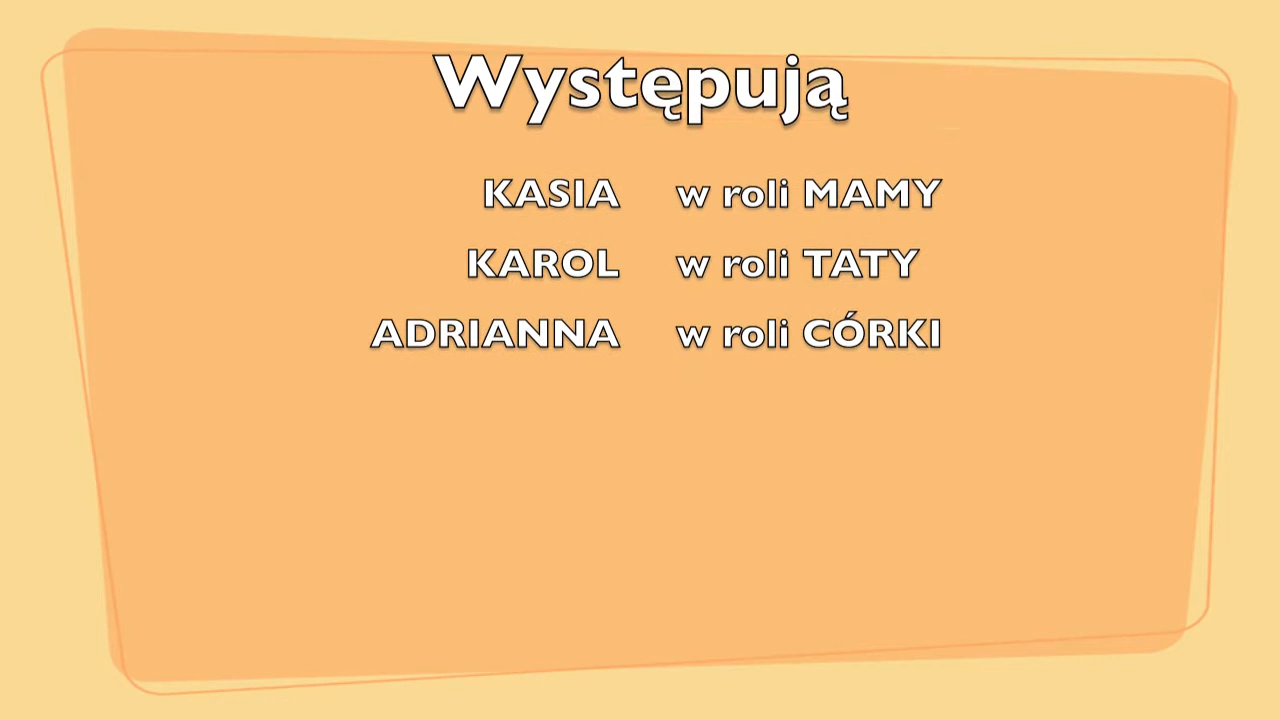 Występują
KASIA w roli MAMY
KAROL w roli TATY
ADRIANNA w roli CÓRKI